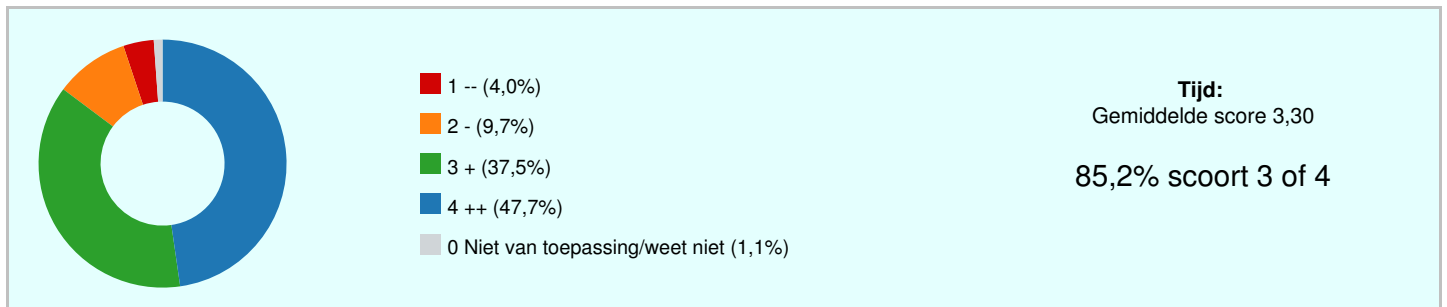 1 -- (4,0%)
2 - (9,7%)
3 + (37,5%)
4 ++ (47,7%)
0 Niet van toepassing/weet niet (1,1%)
Tijd:
Gemiddelde score 3,30
85,2% scoort 3 of 4